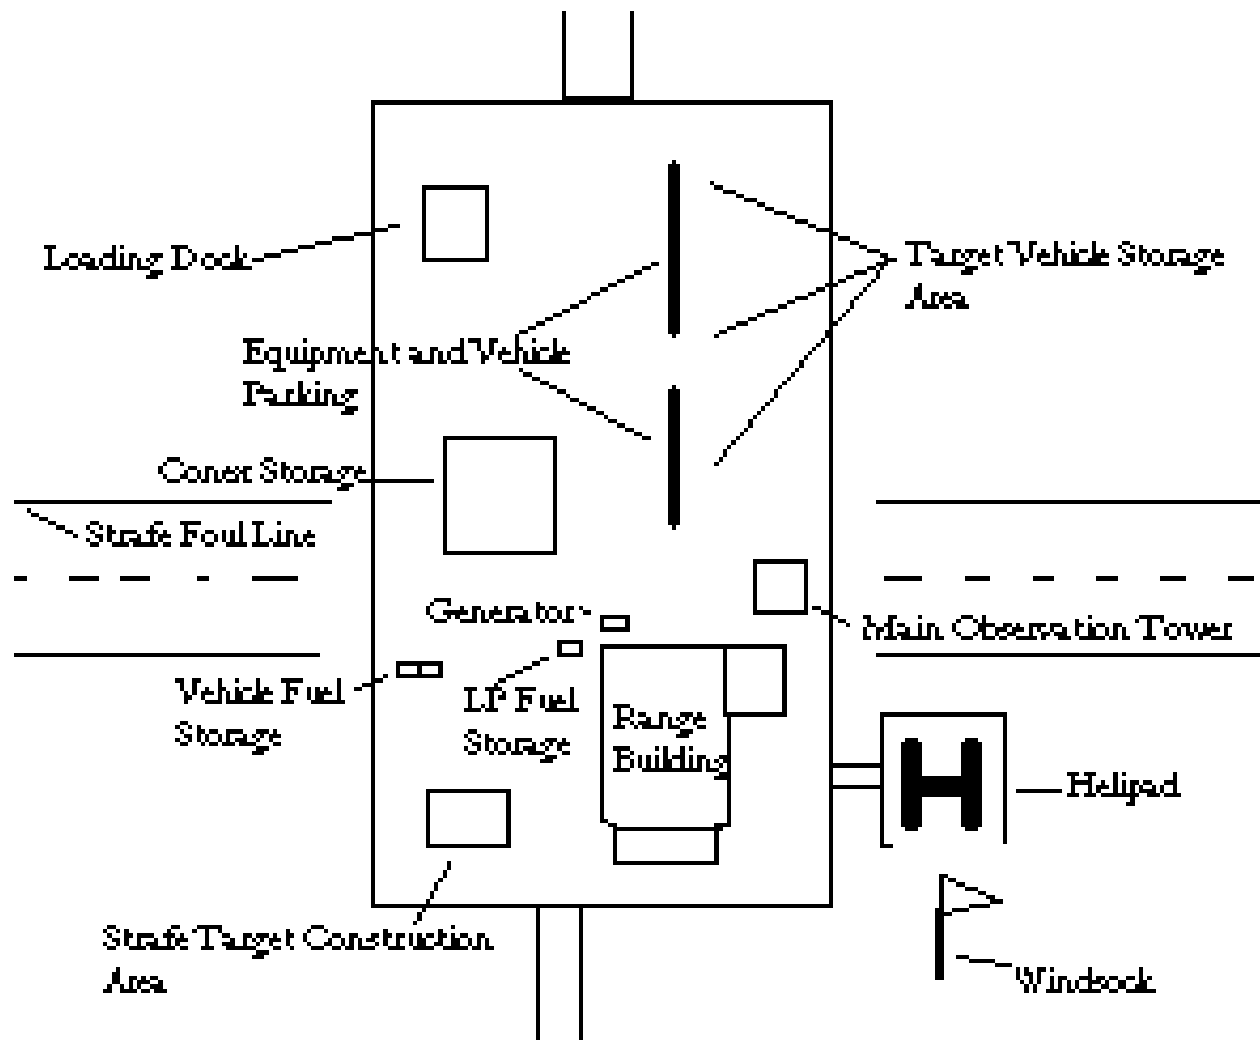 Loading Dock
Target Vehicle Storage
Area
Equipment and Vehicle
Parking
Conex Storage
Strafe Foul Line
Generator
Main Observation Tower
Vehicle Fuel
Storage
LP Fuel
Storage
Range
Building
H
Helipad
Strafe Target Construction
Area
Windsock